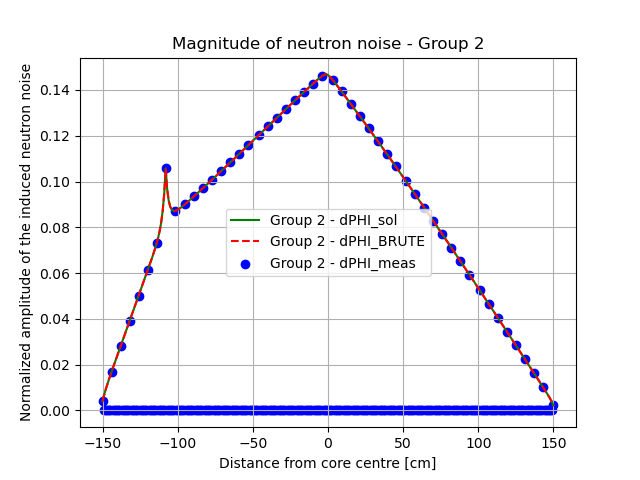 Magnitude of neutron noise - Group 2
Normalized amplitude of the induced neutron noise
0.14
0.12
0.10
0.08
0.06
0.04
0.02
0.00
Group 2 - dPHI_sol
Group 2 - dPHI_BRUTE
Group 2 - dPHI_meas
−150
−100
−50
0
50
100
150
Distance from core centre [cm]